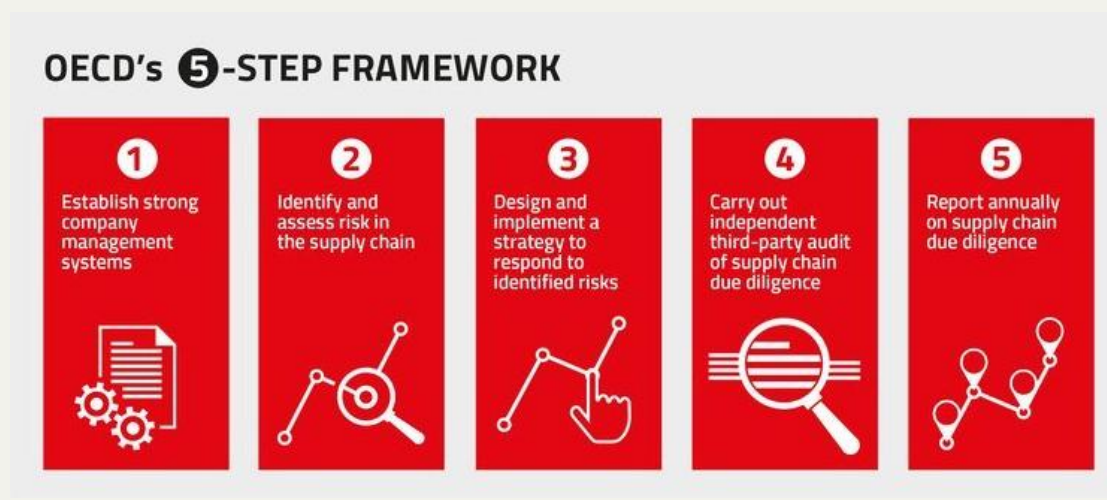 OECD's 5-STEP FRAMEWORK
1
Establish strong
company
management
systems
2
Identify and
assess risk in
the supply chain
3
Design and
implement a
strategy to
respond to
identified risks
4
Carry out
independent
third-party audit
of supply chain
due diligence
5
Report annually
on supply chain
due diligence